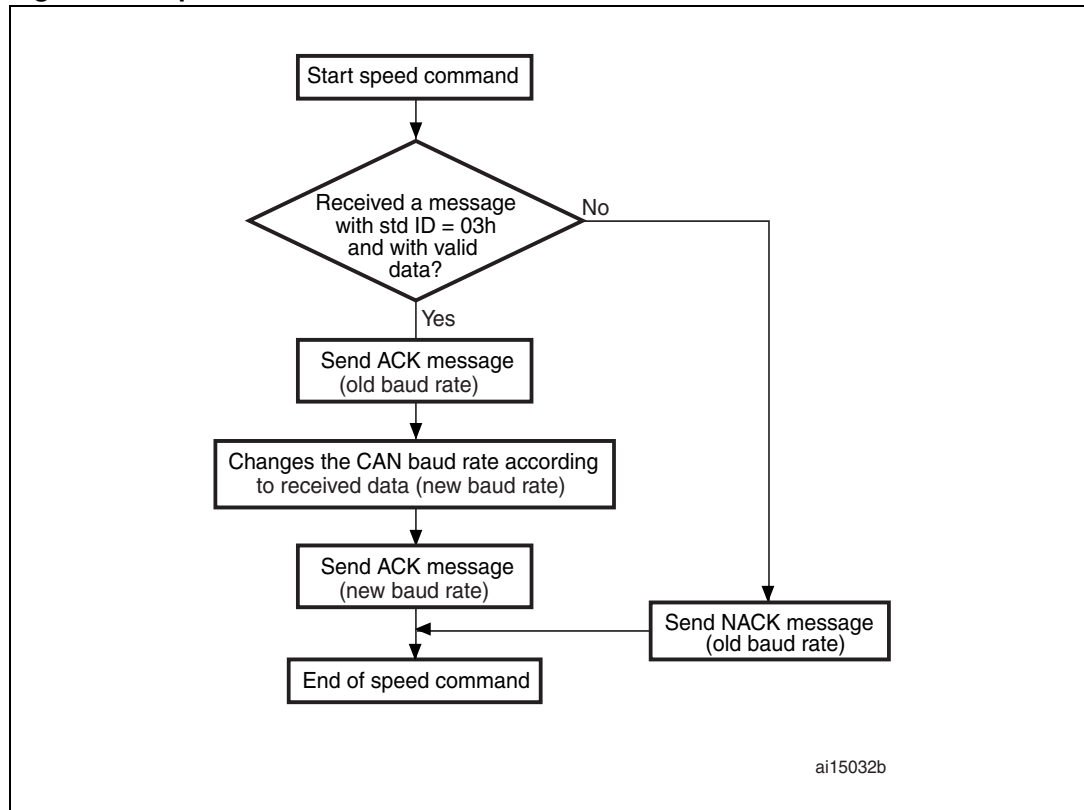 Start speed command
Received a message
with std ID = 03h
and with valid
data?
No
Yes
Send ACK message
(old baud rate)
Changes the CAN baud rate according
to received data (new baud rate)
Send ACK message
(new baud rate)
Send NACK message
(old baud rate)
End of speed command
ai15032b